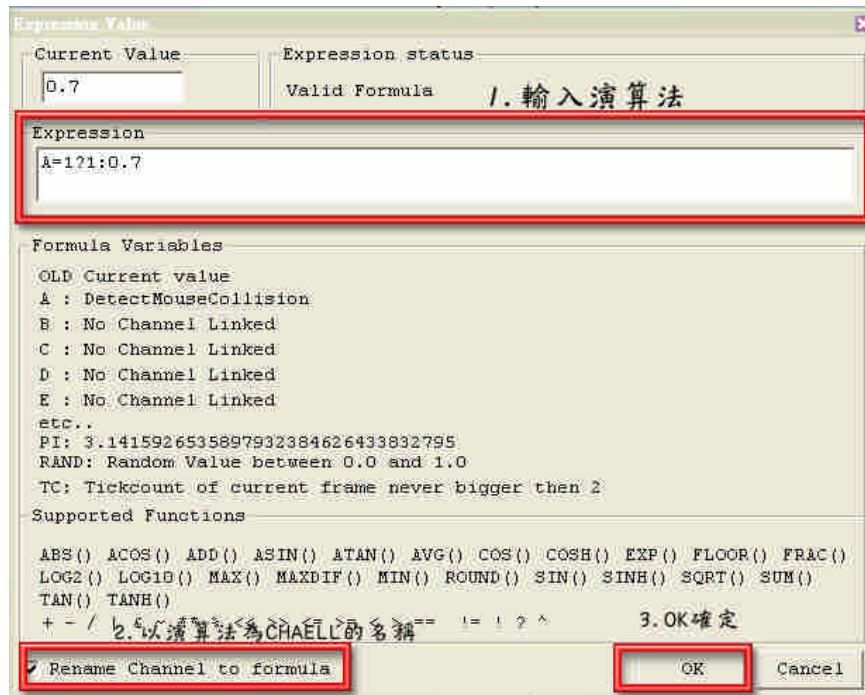 Expression Value
Current Value
Expression status
0.7
Valid Formula
1. 輸入演算法
Expression
A=1?1:0.7
Formula Variables
OLD Current value
A : DetectMouseCollision
B : No Channel Linked
C : No Channel Linked
D : No Channel Linked
E : No Channel Linked
etc..
PI: 3.1415926535897932384626433832795
RAND: Random Value between 0.0 and 1.0
TC: Tickcount of current frame never bigger then 2
Supported Functions
ABS() ACOS() ADD() ASIN() ATAN() AVG() COS() COSH() EXP() FLOOR() FRAC()
LOG2() LOG10() MAX() MAXDIF() MIN() ROUND() SIN() SINH() SQRT() SUM()
TAN() TANH()
+ - / == != ! ? ^
2. 以演算法為CHAELL的名稱
3. OK確定
Rename Channel to formula
OK
Cancel